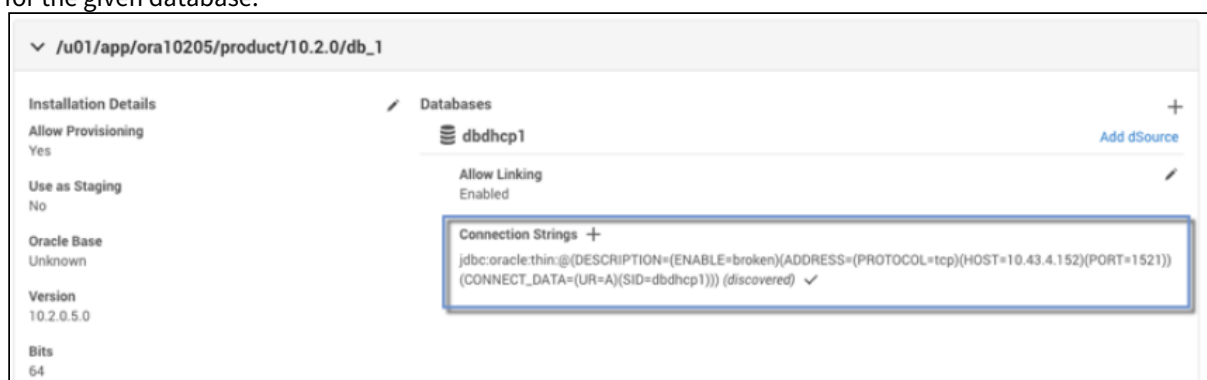 for the given database.
/u01/app/ora10205/product/10.2.0/db_1
Installation Details
Allow Provisioning
Yes
Use as Staging
No
Oracle Base
Unknown
Version
10.2.0.5.0
Bits
64
Databases
dbdhcp1
Add dSource
Allow Linking
Enabled
Connection Strings +
jdbc:oracle:thin:@(DESCRIPTION=(ENABLE=broken)(ADDRESS=(PROTOCOL=tcp)(HOST=10.43.4.152)(PORT=1521))
(CONNECT_DATA=(UR=A)(SID=dbdhcp1))) (discovered) ✓